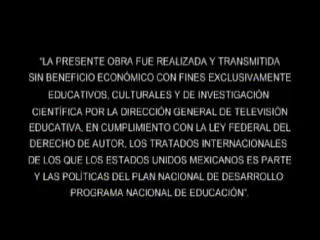 "LA PRESENTE OBRA FUE REALIZADA Y TRANSMITIDA
SIN BENEFICIO ECONÓMICO CON FINES EXCLUSIVAMENTE
EDUCATIVOS, CULTURALES Y DE INVESTIGACIÓN
CIENTÍFICA POR LA DIRECCIÓN GENERAL DE TELEVISIÓN
EDUCATIVA, EN CUMPLIMIENTO CON LA LEY FEDERAL DEL
DERECHO DE AUTOR, LOS TRATADOS INTERNACIONALES
DE LOS QUE LOS ESTADOS UNIDOS MEXICANOS ES PARTE
Y LAS POLÍTICAS DEL PLAN NACIONAL DE DESARROLLO
PROGRAMA NACIONAL DE EDUCACIÓN".